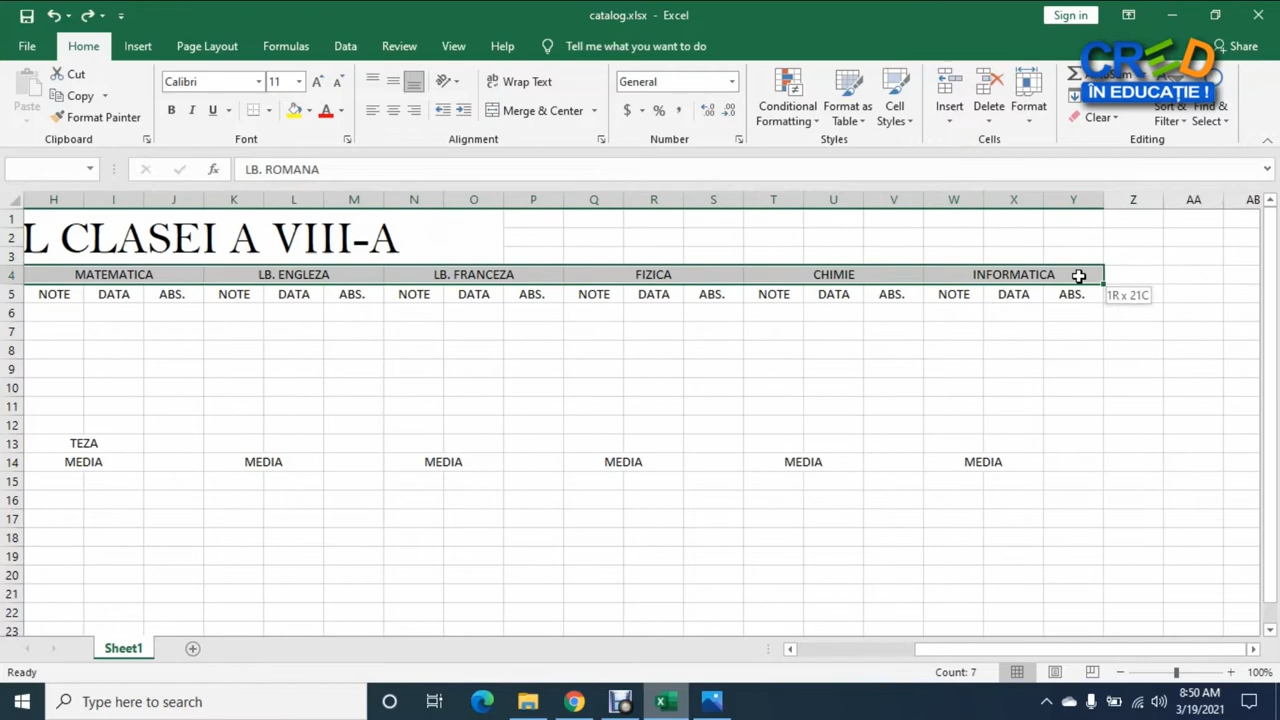 catalog.xlsx - Excel
Sign in
File Home Insert Page Layout Formulas Data Review View Help Tell me what you want to do Share
CRED
ÎN EDUCAȚIE !
Paste Cut Copy Format Painter
Calibri 11
B I U A
Wrap Text
Merge & Center
General
$ % ,
Conditional Formatting
Format as Table
Cell Styles
Insert Delete Format
Clear
Sort & Filter
Find & Select
Clipboard Font Alignment Number Styles Cells Editing
fx LB. ROMANA
H I J K L M N O P Q R S T U V W X Y Z AA AB
1
2 L CLASEI A VIII-A
3
4 MATEMATICA LB. ENGLEZA LB. FRANCEZA FIZICA CHIMIE INFORMATICA
5 NOTE DATA ABS. NOTE DATA ABS. NOTE DATA ABS. NOTE DATA ABS. NOTE DATA ABS. NOTE DATA ABS.
1R x 21C
6
7
8
9
10
11
12
13 TEZA
14 MEDIA MEDIA MEDIA MEDIA MEDIA MEDIA
15
16
17
18
19
20
21
22
23
Sheet1
Ready Count: 7 100%
Type here to search
8:50 AM
3/19/2021